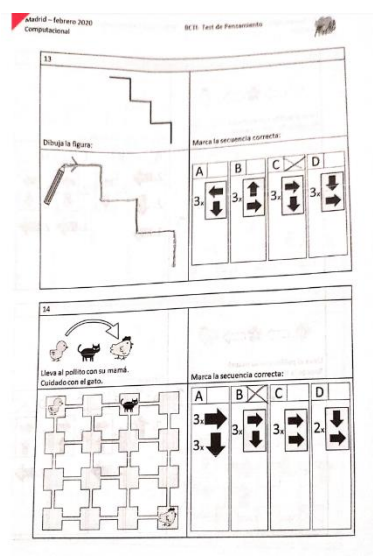 Madrid – febrero 2020
Computacional
BCTt: Test de Pensamiento
13
Dibuja la figura:
Marca la secuencia correcta:
A B C D
3x 3x 3x 3x
14
Lleva al pollito con su mamá.
Cuidado con el gato.
Marca la secuencia correcta:
A B C D
3x 3x 3x 2x
3x